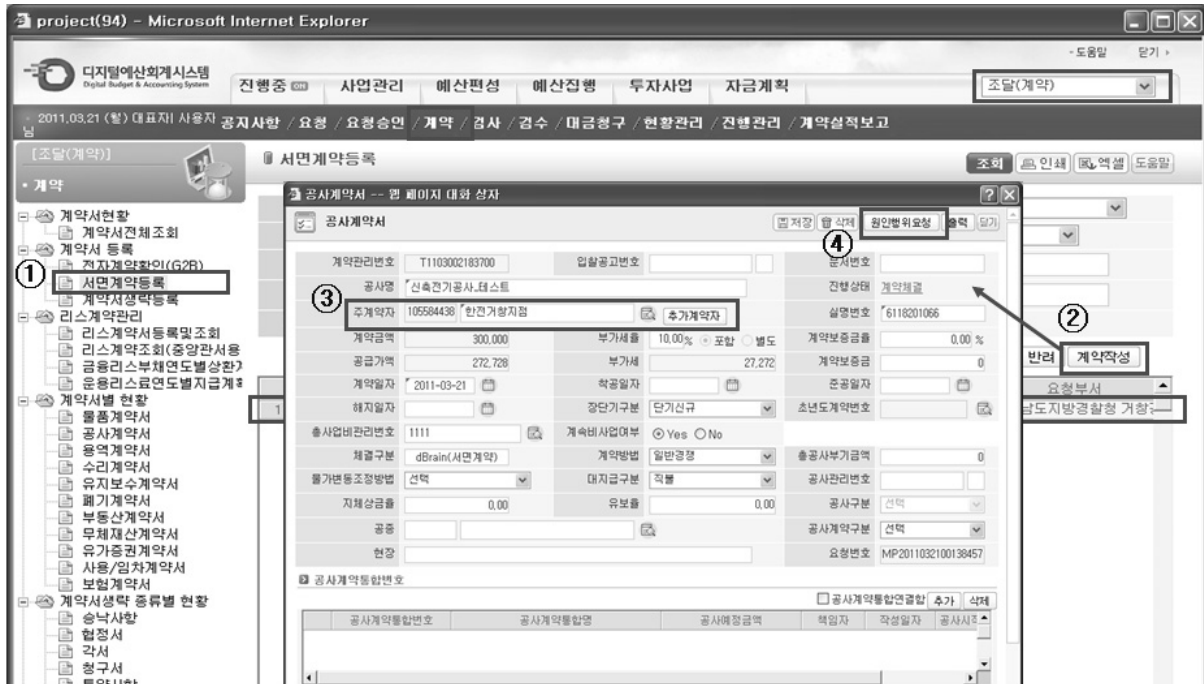 project(94) - Microsoft Internet Explorer
- 도움말 닫기 ›
디지털예산회계시스템
Digital Budget & Accounting System
진행중 ON 사업관리 예산편성 예산집행 투자사업 자금계획
조달(계약)
2011,03,21 (월) 대표자| 사용자
님
공지사항 / 요청 / 요청승인 / 계약 / 검사 / 검수 / 대금청구 / 현황관리 / 진행관리 / 계약실적보고
[조달(계약)]
• 계약
서면계약등록
조회 인쇄 엑셀 도움말
계약서현황
계약서전체조회
계약서 등록
전자계약확인(G2B)
① 서면계약등록
계약서생략등록
리스계약관리
리스계약서등록및조회
리스계약조회(중앙관서용
금융리스부채연도별상환기
운용리스료연도별지급계획
계약서별 현황
물품계약서
공사계약서
용역계약서
수리계약서
유지보수계약서
폐기계약서
부동산계약서
무체재산계약서
유가증권계약서
사용/임차계약서
보험계약서
계약서생략 종류별 현황
승낙사항
협정서
각서
청구서
공사계약서 -- 웹 페이지 대화 상자
공사계약서
저장 삭제 원인행위요청 출력 닫기
④
계약관리번호 T1103002183700 입찰공고번호 문서번호
공사명 신축전기공사_테스트 진행상태 계약체결
③ 주계약자 105584438 한전거창지점 추가계약자 실명번호 6118201066
계약금액 300,000 부가세율 10,00% 포함 별도 계약보증금률 0,00 %
공급가액 272,728 부가세 27,272 계약보증금 0
계약일자 2011-03-21 착공일자 준공일자
해지일자 장단기구분 단기신규 초년도계약번호
총사업비관리번호 1111 계속비사업여부 Yes No
체결구분 dBrain(서면계약) 계약방법 일반경쟁 총공사부기금액 0
물가변동조정방법 선택 대지급구분 직불 공사관리번호
지체상금률 0,00 유보율 0,00 공사구분 선택
공증 공사계약구분 선택
현장 요청번호 MP2011032100138457
공사계약통합번호
공사계약통합연결합 추가 삭제
공사계약통합번호 공사계약통합명 공사예정금액 책임자 작성일자 공사시작
②
반려 계약작성
요청부서
1 남도지방경찰청 거창